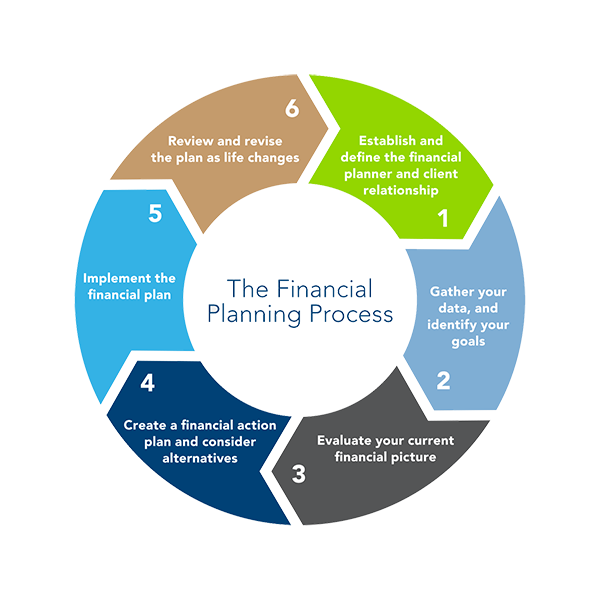 The Financial
Planning Process
Establish and
define the financial
planner and client
relationship
1
Gather your
data, and
identify your
goals
2
Evaluate your current
financial picture
3
4
Create a financial action
plan and consider
alternatives
5
Implement the
financial plan
6
Review and revise
the plan as life changes